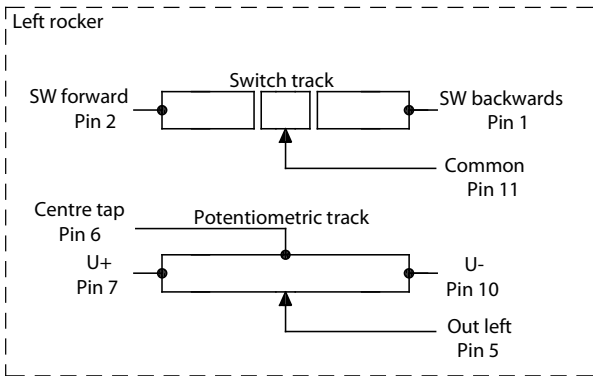 Left rocker
Switch track
SW forward
Pin 2
SW backwards
Pin 1
Common
Pin 11
Centre tap
Pin 6
Potentiometric track
U+
Pin 7
U-
Pin 10
Out left
Pin 5